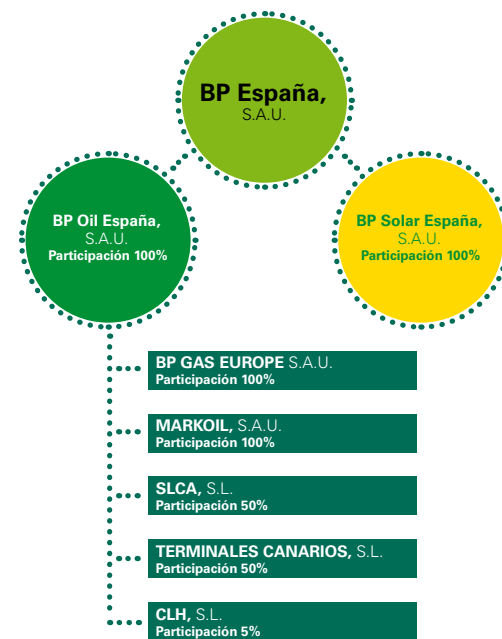 BP España,
S.A.U.
BP Oil España,
S.A.U.
Participación 100%
BP Solar España,
S.A.U.
Participación 100%
BP GAS EUROPE S.A.U.
Participación 100%
MARKOIL, S.A.U.
Participación 100%
SLCA, S.L.
Participación 50%
TERMINALES CANARIOS, S.L.
Participación 50%
CLH, S.L.
Participación 5%